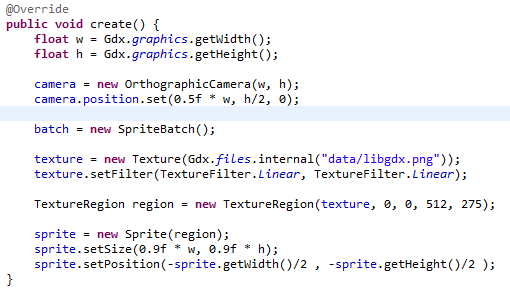 @Override
public void create() {
    float w = Gdx.graphics.getWidth();
    float h = Gdx.graphics.getHeight();

    camera = new OrthographicCamera(w, h);
    camera.position.set(0.5f * w, h/2, 0);

    batch = new SpriteBatch();

    texture = new Texture(Gdx.files.internal("data/libgdx.png"));
    texture.setFilter(TextureFilter.Linear, TextureFilter.Linear);

    TextureRegion region = new TextureRegion(texture, 0, 0, 512, 275);

    sprite = new Sprite(region);
    sprite.setSize(0.9f * w, 0.9f * h);
    sprite.setPosition(-sprite.getWidth()/2 , -sprite.getHeight()/2 );
}